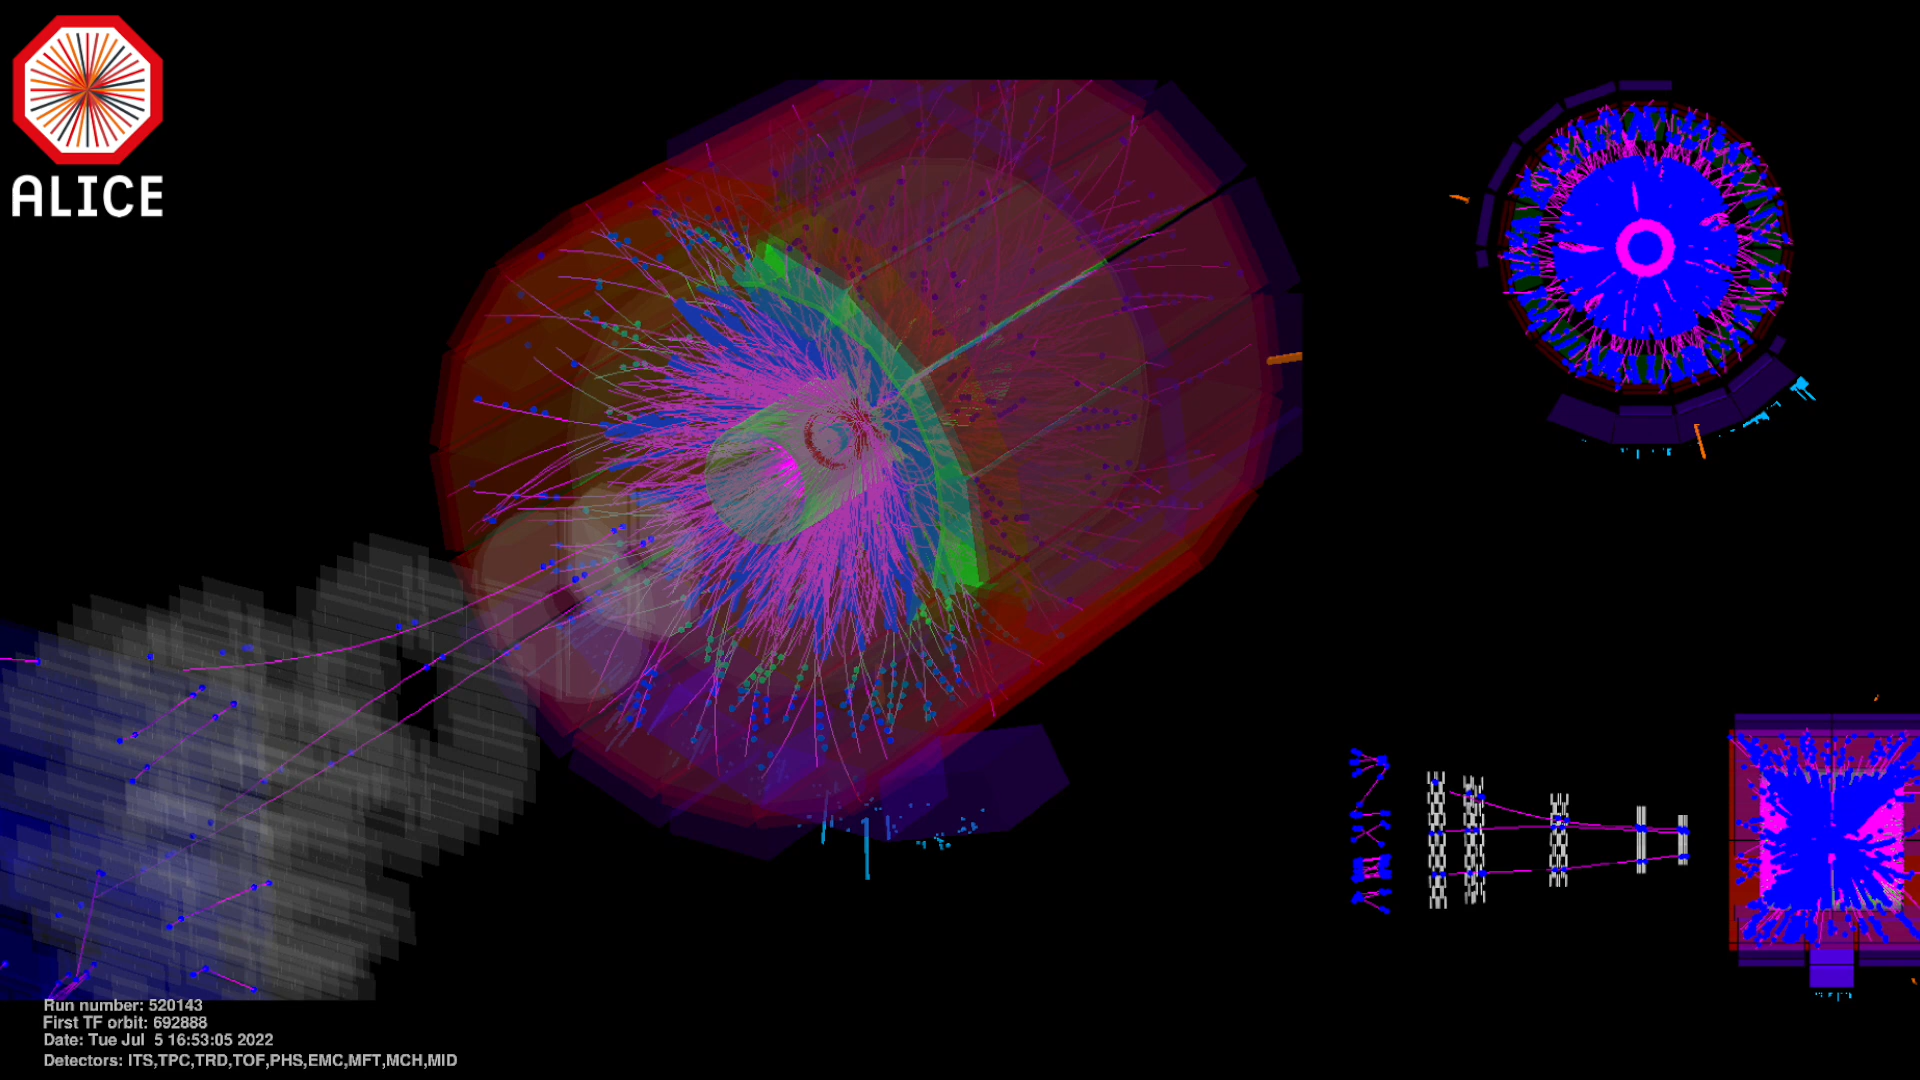 ALICE
Run number: 520143
First TF orbit: 692888
Date: Tue Jul  5 16:53:05 2022
Detectors: ITS,TPC,TRD,TOF,PHS,EMC,MFT,MCH,MID